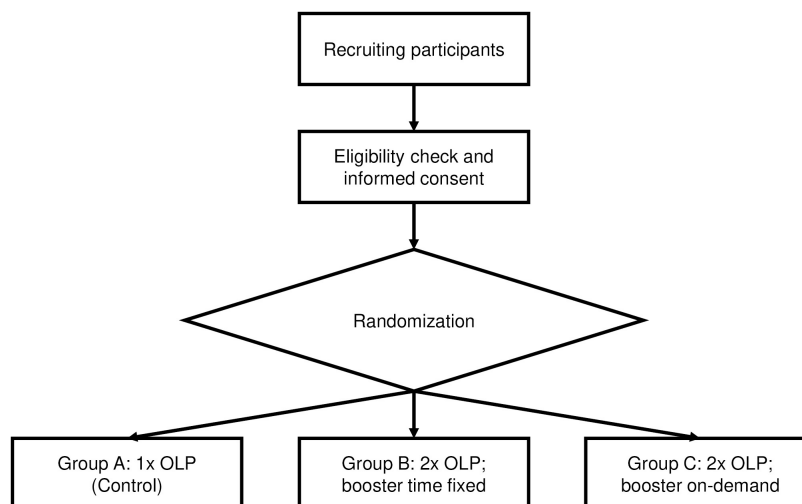 Recruiting participants
Eligibility check and
informed consent
Randomization
Group A: 1x OLP
(Control)
Group B: 2x OLP;
booster time fixed
Group C: 2x OLP;
booster on-demand